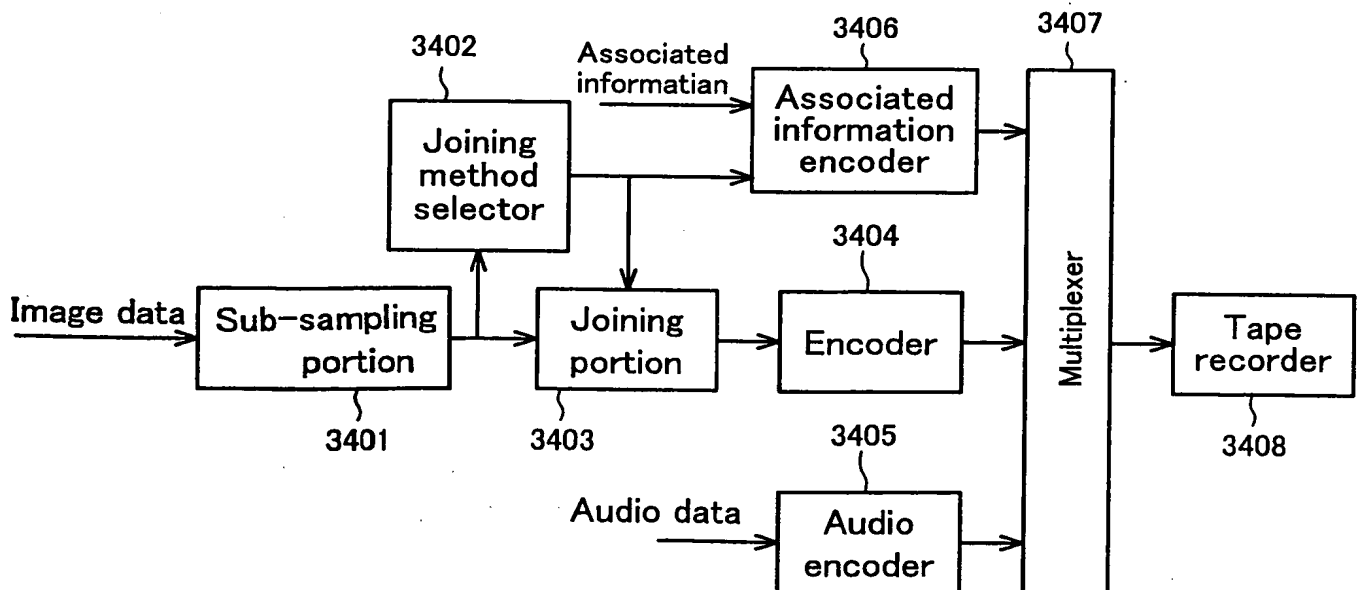 3402
Associated
informatian
3406
3407
Joining
method
selector
Associated
information
encoder
Image data
Sub-sampling
portion
Joining
portion
3404
Encoder
Multiplexer
Tape
recorder
3401
3403
3405
3408
Audio data
Audio
encoder